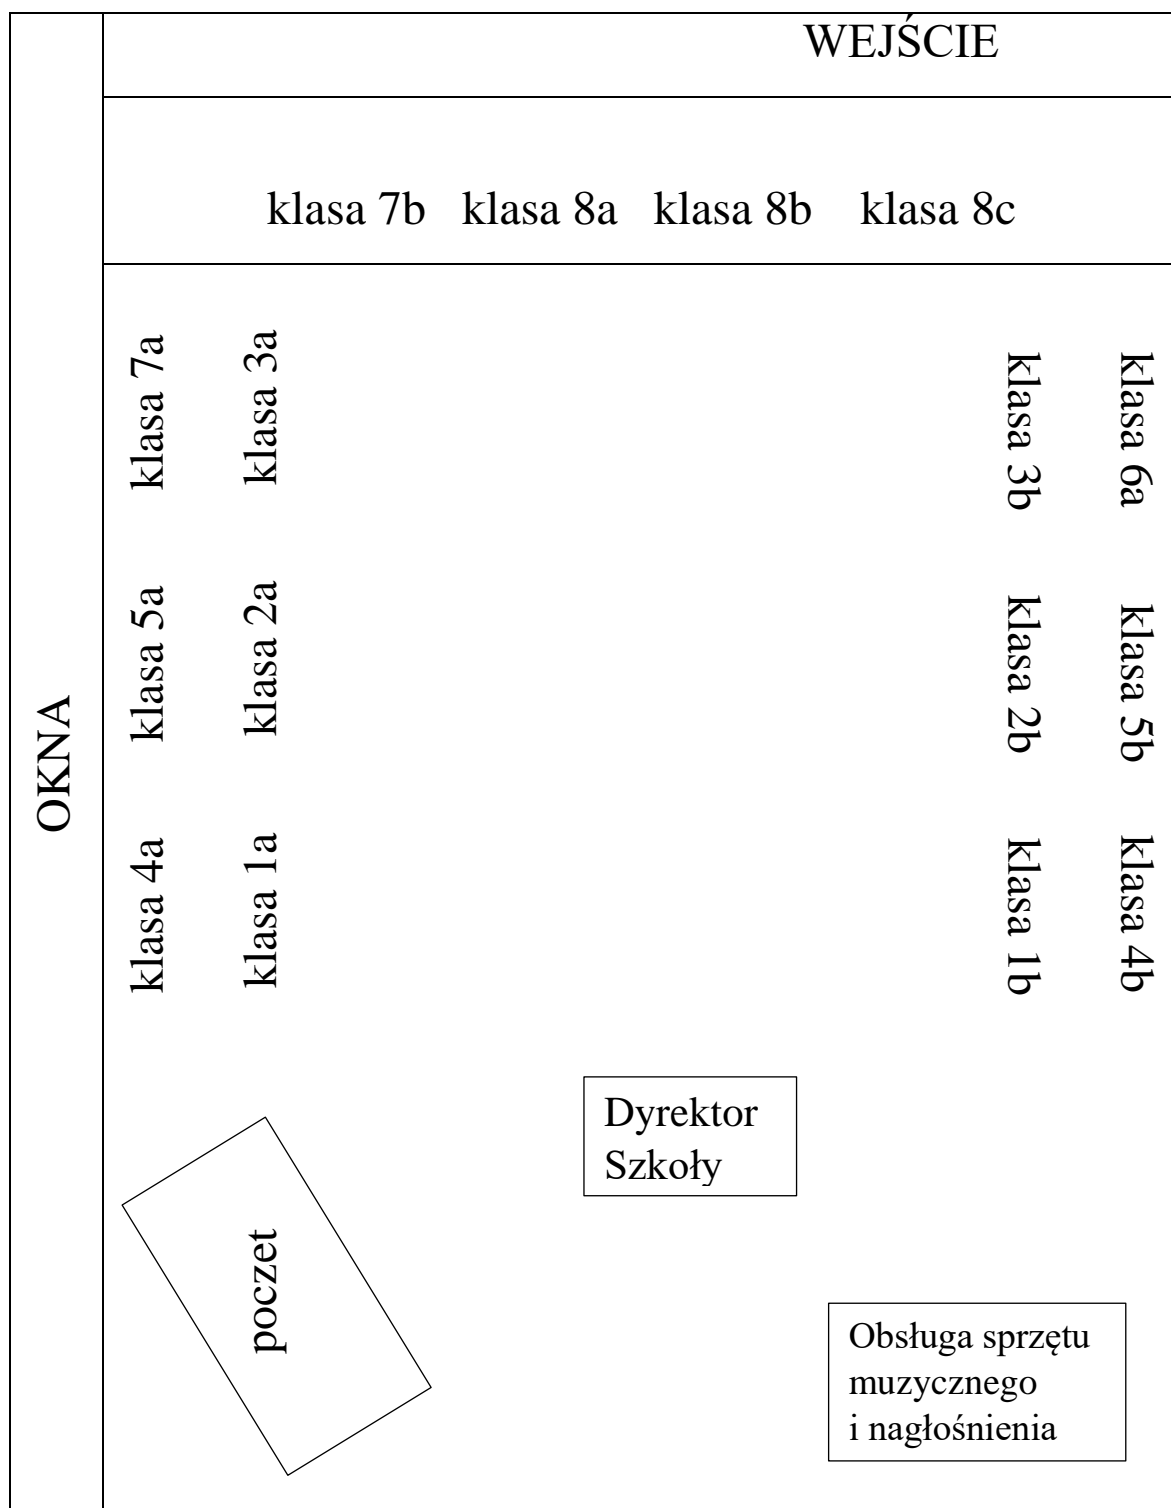 WEJŚCIE
klasa 7b klasa 8a klasa 8b klasa 8c
OKNA
klasa 7a
klasa 3a
klasa 3b
klasa 6a
klasa 5a
klasa 2a
klasa 2b
klasa 5b
klasa 4a
klasa 1a
klasa 1b
klasa 4b
Dyrektor
Szkoły
poczet
Obsługa sprzętu
muzycznego
i nagłośnienia